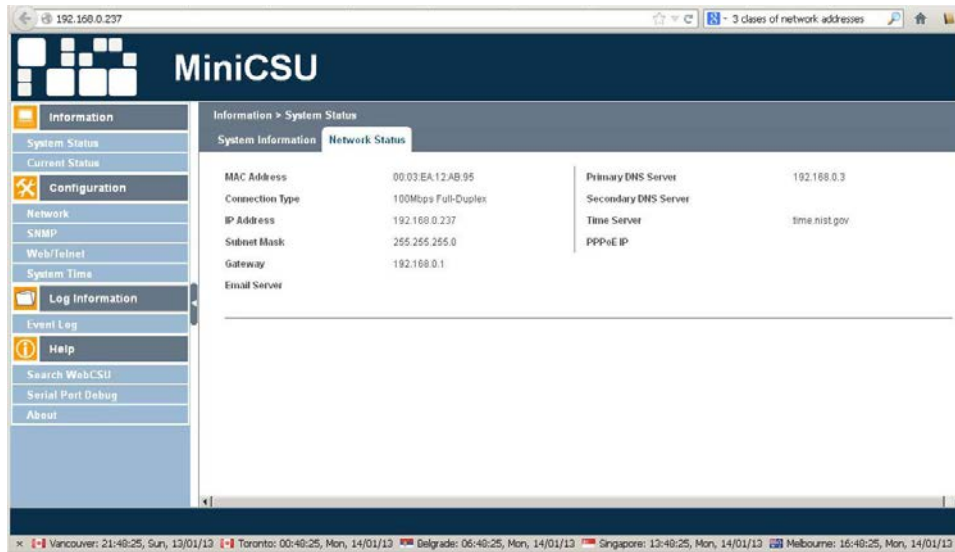 192.168.0.237
3 clases of network addresses
MiniCSU
Information
System Status
Current Status
Configuration
Network
SNMP
Web/Telnet
System Time
Log Information
Event Log
Help
Search WebCSU
Serial Port Debug
About
Information > System Status
System Information Network Status
MAC Address 00:03:EA:12:AB:95
Connection Type 100Mbps Full-Duplex
IP Address 192.168.0.237
Subnet Mask 255.255.255.0
Gateway 192.168.0.1
Email Server
Primary DNS Server 192.168.0.3
Secondary DNS Server
Time Server time.nist.gov
PPPoE IP
Vancouver: 21:48:25, Sun, 13/01/13 Toronto: 00:48:25, Mon, 14/01/13 Belgrade: 06:48:25, Mon, 14/01/13 Singapore: 13:48:25, Mon, 14/01/13 Melbourne: 16:48:25, Mon, 14/01/13